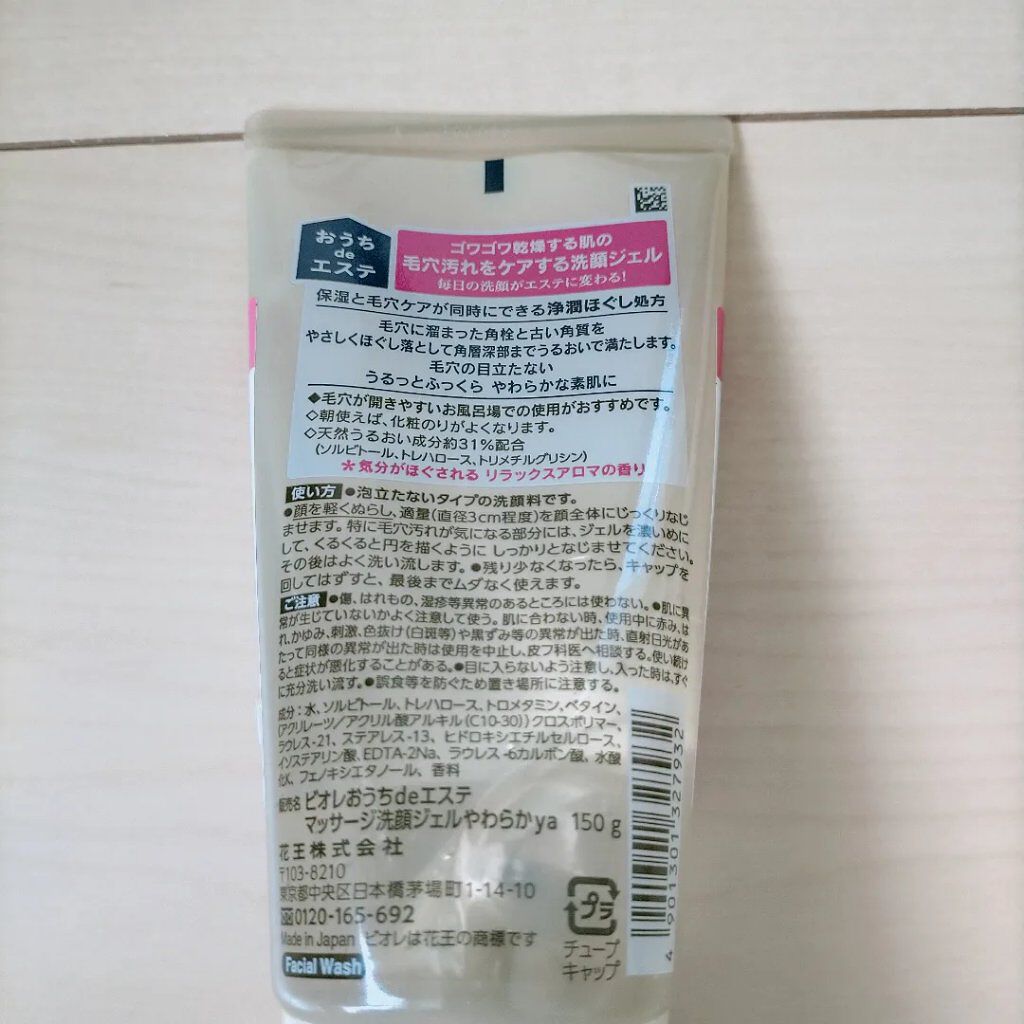 おうち
de
エステ
ゴワゴワ乾燥する肌の
毛穴汚れをケアする洗顔ジェル
毎日の洗顔がエステに変わる!
保湿と毛穴ケアが同時にできる浄潤ほぐし処方
毛穴に溜まった角栓と古い角質を
やさしくほぐし落として角層深部までうるおいで満たします。
毛穴の目立たない
うるっとふっくら やわらかな素肌に
◆毛穴が開きやすいお風呂場での使用がおすすめです。
◇朝使えば、化粧のりがよくなります。
◇天然うるおい成分約31%配合
(ソルビトール、トレハロース、トリメチルグリシン)
*気分がほぐされる リラックスアロマの香り
使い方 ●泡立たないタイプの洗顔料です。
●顔を軽くぬらし、適量(直径3cm程度)を顔全体にじっくりなじ
ませます。特に毛穴汚れが気になる部分には、ジェルを濃いめに
して、くるくると円を描くように しっかりとなじませてください。
その後はよく洗い流します。●残り少なくなったら、キャップを
回してはずすと、最後までムダなく使えます。
ご注意 ●傷、はれもの、湿疹等異常のあるところには使わない。●肌に異
常が生じていないかよく注意して使う。肌に合わない時、使用中に赤み、は
れ、かゆみ、刺激、色抜け(白斑等)や黒ずみ等の異常が出た時、直射日光があ
たって同様の異常が出た時は使用を中止し、皮フ科医へ相談する。使い続け
ると症状が悪化することがある。●目に入らないよう注意し、入った時は、すぐ
に充分洗い流す。●誤食等を防ぐため置き場所に注意する。
成分:水、ソルビトール、トレハロース、トロメタミン、ベタイン、
(アクリレーツ/アクリル酸アルキル(C10-30))クロスポリマー、
ラウレス-21、ステアレス-13、ヒドロキシエチルセルロース、
イソステアリン酸、EDTA-2Na、ラウレス-6カルボン酸、水酸
化K、フェノキシエタノール、香料
販売名 ビオレおうちdeエステ
マッサージ洗顔ジェルやわらかya 150g
花王株式会社
〒103-8210
東京都中央区日本橋茅場町1-14-10
0120-165-692
Made in Japan ビオレは花王の商標です
Facial Wash
プラ
チューブ
キャップ
4 901301 327932